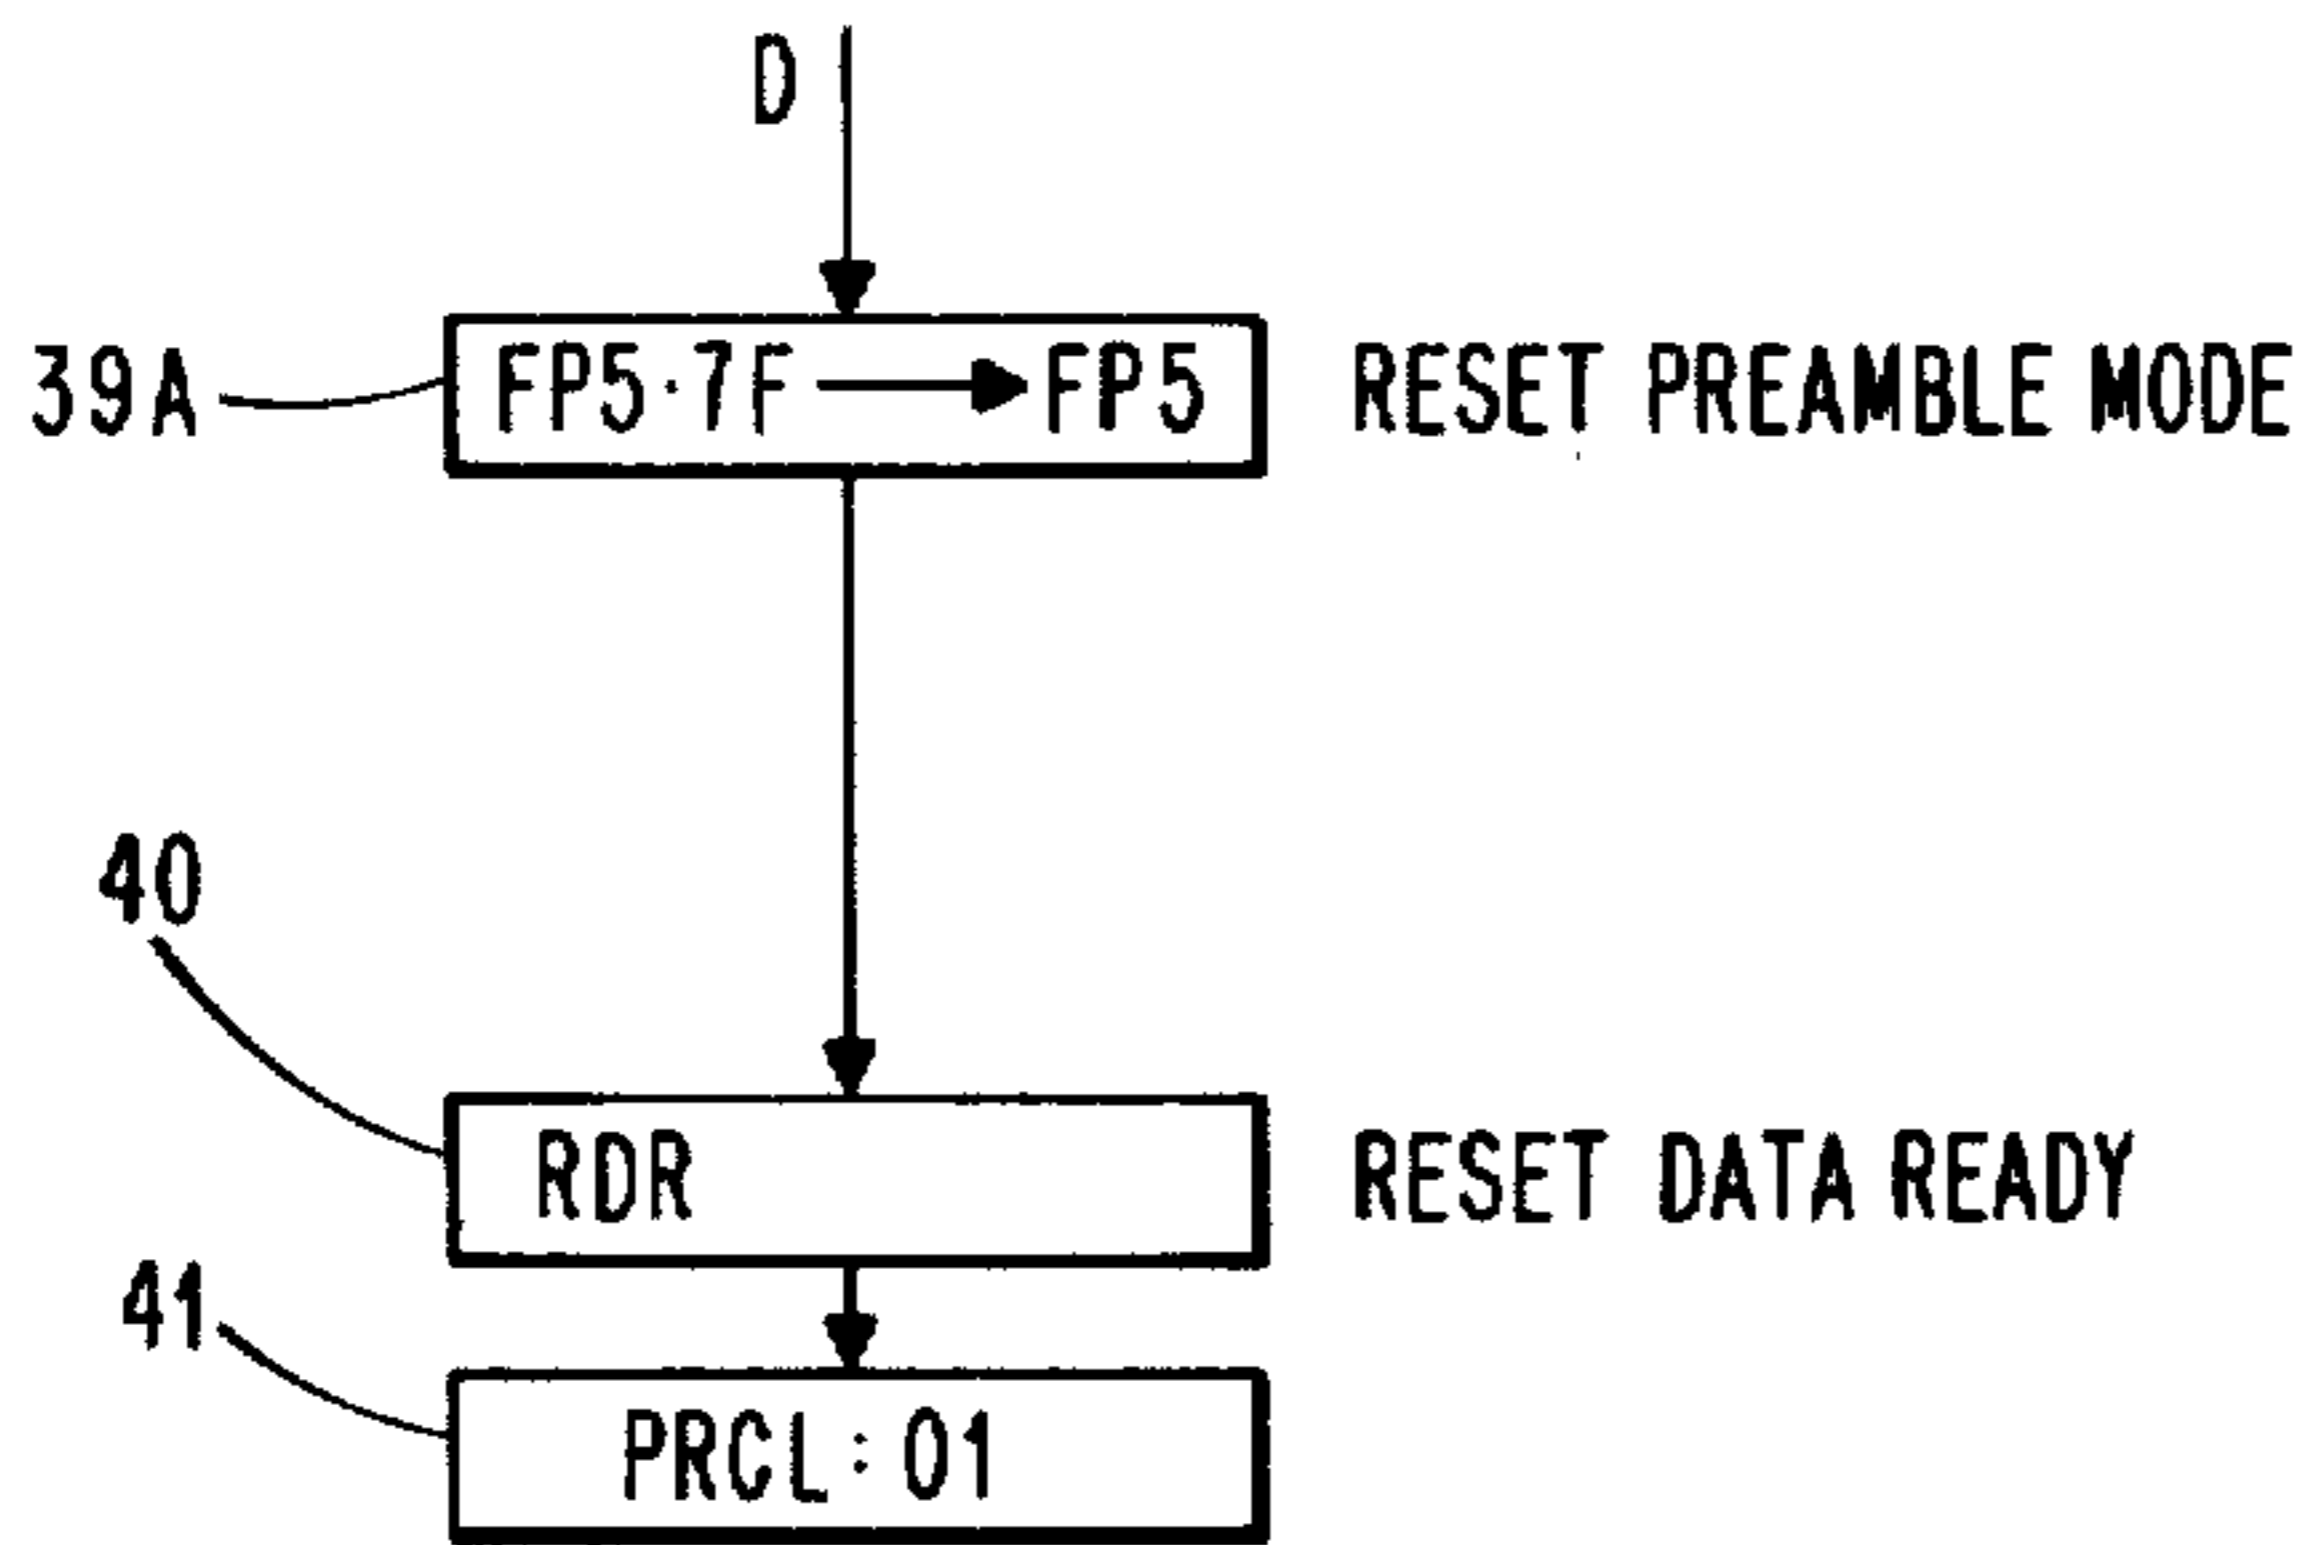 D
39A FP5·7F → FP5 RESET PREAMBLE MODE
40
RDR RESET DATA READY
41
PRCL: 01